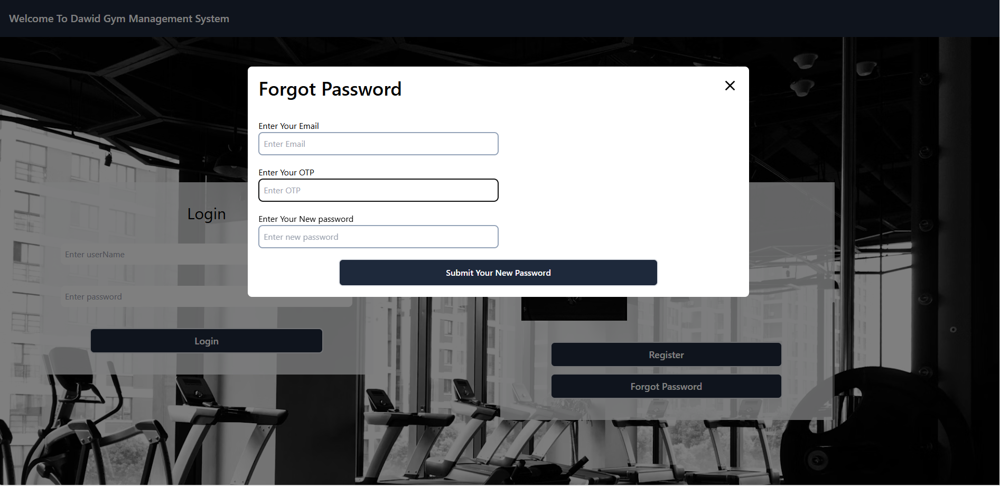 Welcome To Dawid Gym Management System
Forgot Password
Enter Your Email
Enter Email
Enter Your OTP
Enter OTP
Enter Your New password
Enter new password
Submit Your New Password
Login
Enter userName
Enter password
Login
Register
Forgot Password